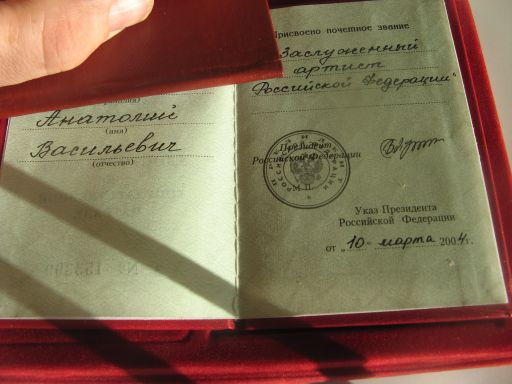 (фамилия)
Анатолий
(имя)
Васильевич
(отчество)
Присвоено почетное звание
"Заслуженный
артист
Российской Федерации"
Президент
Российской Федерации
М.П.
Указ Президента
Российской Федерации
от „10" марта 2004г.